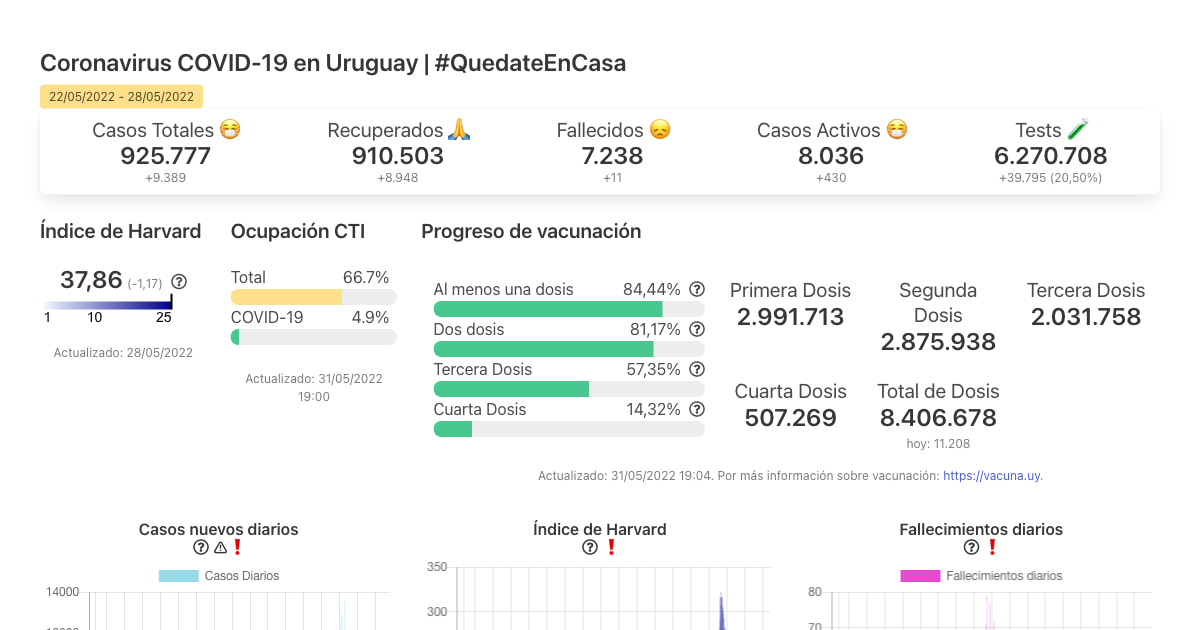 Coronavirus COVID-19 en Uruguay | #QuedateEnCasa
22/05/2022 - 28/05/2022
Casos Totales 😷
925.777
+9.389
Recuperados 🙏
910.503
+8.948
Fallecidos 😞
7.238
+11
Casos Activos 😷
8.036
+430
Tests 🧪
6.270.708
+39.795 (20,50%)
Índice de Harvard
37,86 (-1,17)
1 10 25
Actualizado: 28/05/2022
Ocupación CTI
Total 66.7%
COVID-19 4.9%
Actualizado: 31/05/2022
19:00
Progreso de vacunación
Al menos una dosis 84,44%
Dos dosis 81,17%
Tercera Dosis 57,35%
Cuarta Dosis 14,32%
Primera Dosis
2.991.713
Segunda
Dosis
2.875.938
Tercera Dosis
2.031.758
Cuarta Dosis
507.269
Total de Dosis
8.406.678
hoy: 11.208
Actualizado: 31/05/2022 19:04. Por más información sobre vacunación: https://vacuna.uy.
Casos nuevos diarios
Casos Diarios
14000
Índice de Harvard
350
300
Fallecimientos diarios
Fallecimientos diarios
80
70